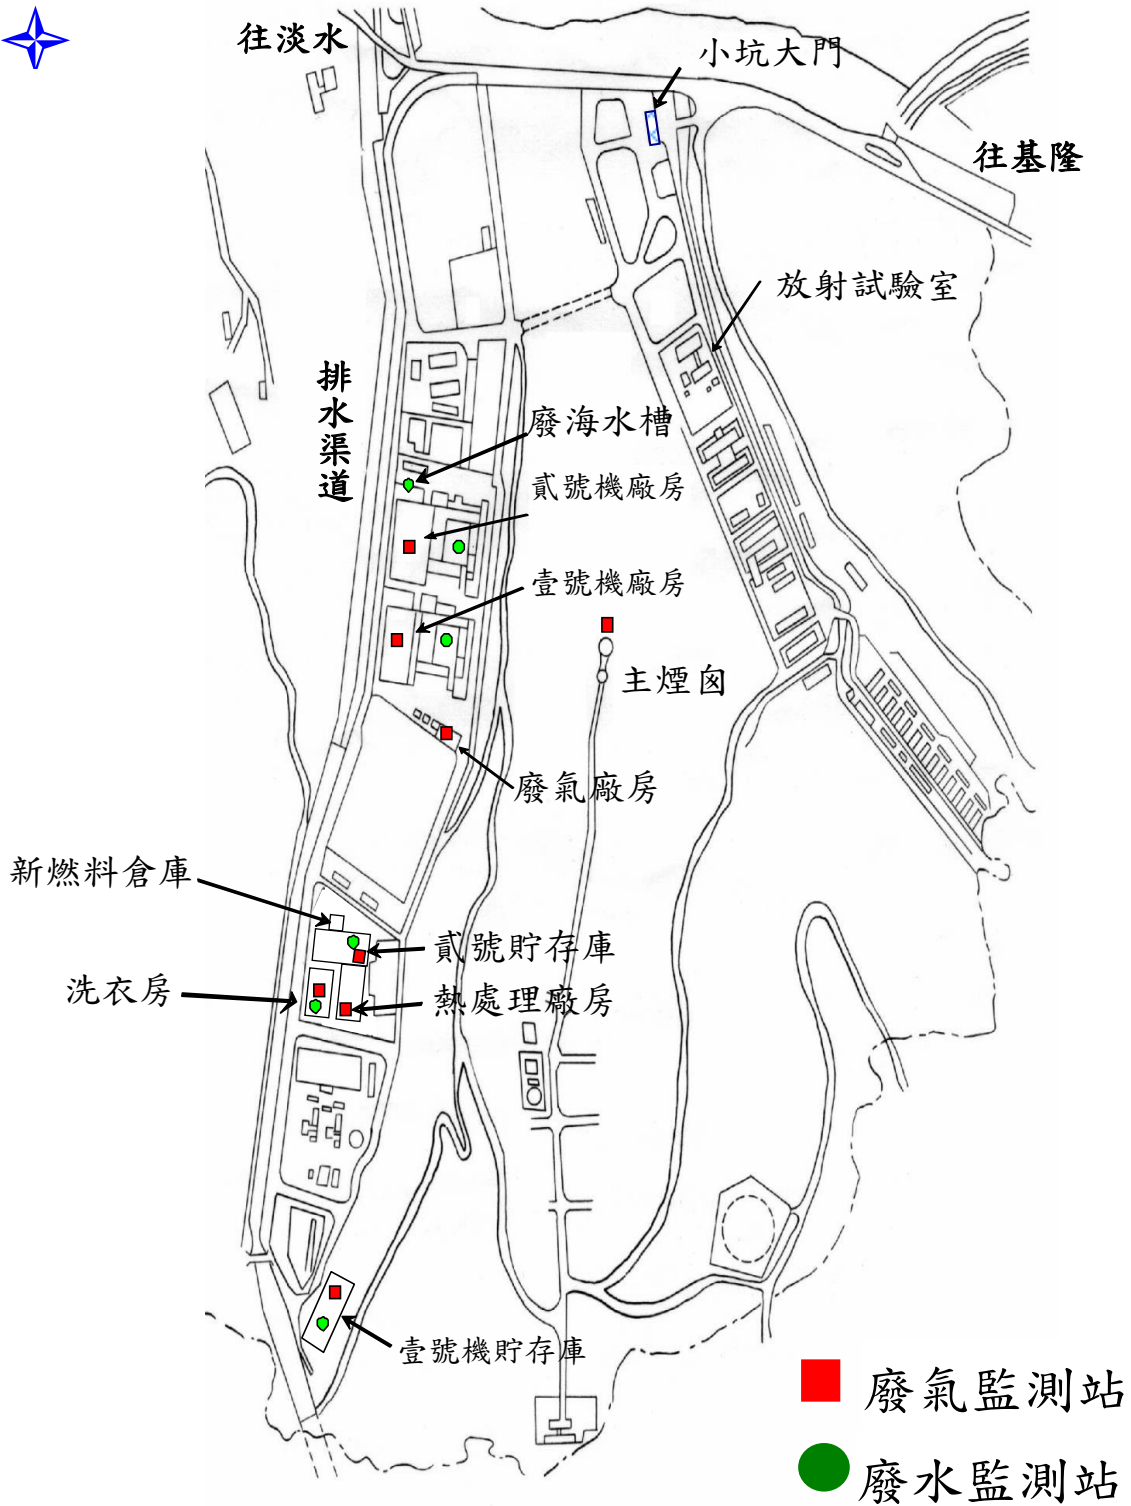 往淡水
小坑大門
往基隆
放射試驗室
排水渠道
廢海水槽
貳號機廠房
壹號機廠房
主煙囪
廢氣廠房
新燃料倉庫
貳號貯存庫
洗衣房
熱處理廠房
壹號機貯存庫
廢氣監測站
廢水監測站